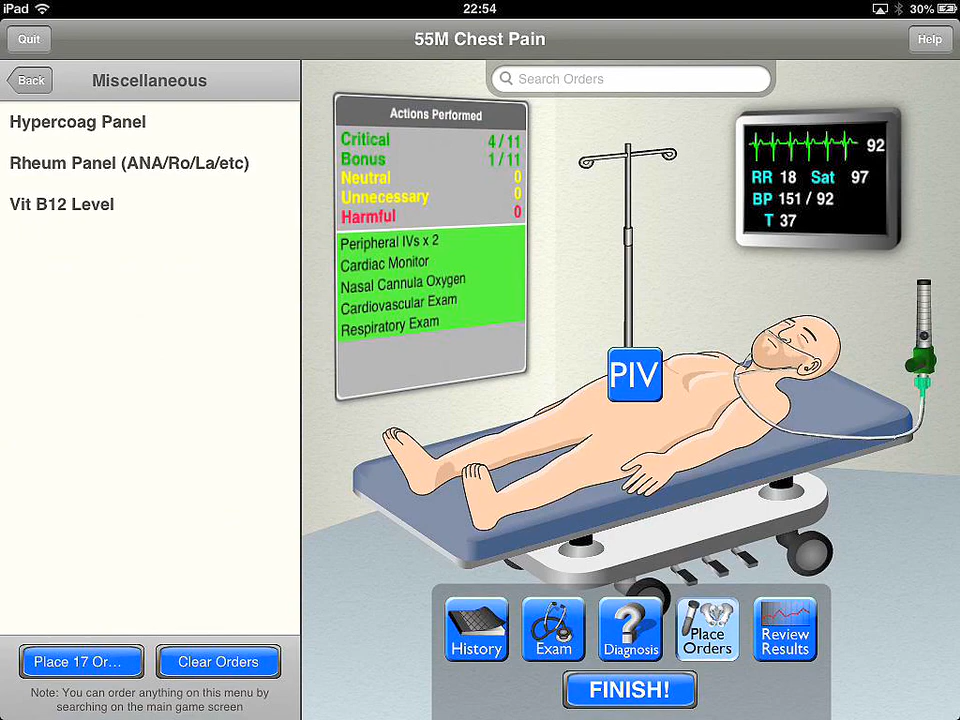 iPad 22:54 30%
Quit 55M Chest Pain Help
Back Miscellaneous
Search Orders
Hypercoag Panel
Rheum Panel (ANA/Ro/La/etc)
Vit B12 Level
Actions Performed
Critical 4/11
Bonus 1/11
Neutral 0
Unnecessary 0
Harmful 0
Peripheral IVs x 2
Cardiac Monitor
Nasal Cannula Oxygen
Cardiovascular Exam
Respiratory Exam
92
RR 18 Sat 97
BP 151 / 92
T 37
PIV
History
Exam
Diagnosis
Place
Orders
Review
Results
FINISH!
Place 17 Or... Clear Orders
Note: You can order anything on this menu by
searching on the main game screen